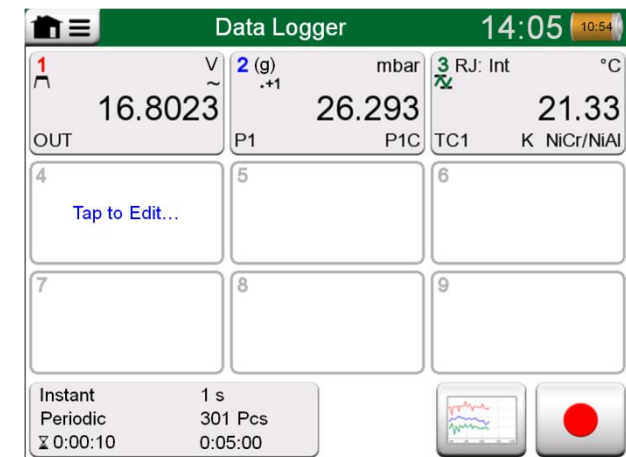 Data Logger 14:05 10:54
1 V 2 (g) mbar 3 RJ: Int °C
~ .+1
16.8023 26.293 21.33
OUT P1 P1C TC1 K NiCr/NiAl
4 5 6
Tap to Edit...
7 8 9
Instant 1 s
Periodic 301 Pcs
0:00:10 0:05:00